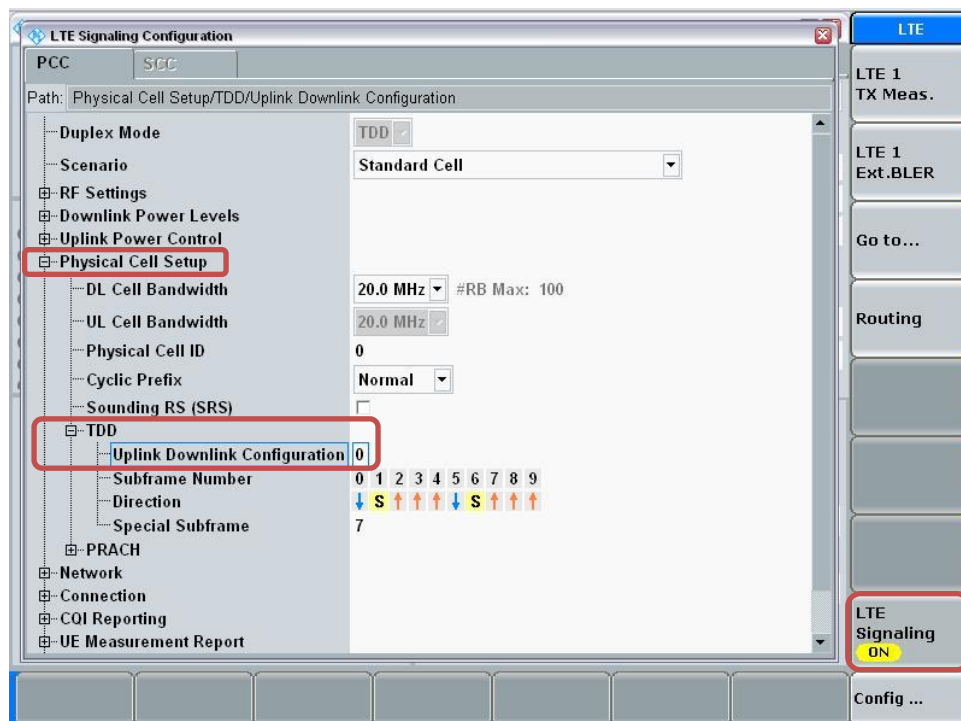 LTE Signaling Configuration
PCC SCC
Path: Physical Cell Setup/TDD/Uplink Downlink Configuration
Duplex Mode TDD
Scenario Standard Cell
RF Settings
Downlink Power Levels
Uplink Power Control
Physical Cell Setup
DL Cell Bandwidth 20.0 MHz #RB Max: 100
UL Cell Bandwidth 20.0 MHz
Physical Cell ID 0
Cyclic Prefix Normal
Sounding RS (SRS)
TDD
Uplink Downlink Configuration 0
Subframe Number 0 1 2 3 4 5 6 7 8 9
Direction ↓ S ↑ ↑ ↑ ↓ S ↑ ↑ ↑
Special Subframe 7
PRACH
Network
Connection
CQI Reporting
UE Measurement Report
LTE
LTE 1
TX Meas.
LTE 1
Ext.BLER
Go to...
Routing
LTE
Signaling
ON
Config ...